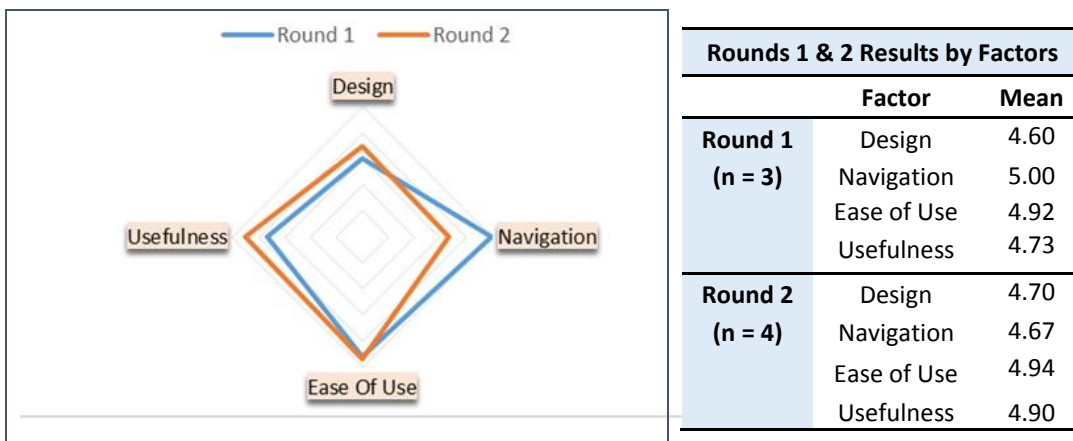 Round 1 Round 2
Design
Usefulness
Navigation
Ease Of Use
Rounds 1 & 2 Results by Factors
Factor Mean
Round 1 Design 4.60
(n = 3) Navigation 5.00
Ease of Use 4.92
Usefulness 4.73
Round 2 Design 4.70
(n = 4) Navigation 4.67
Ease of Use 4.94
Usefulness 4.90